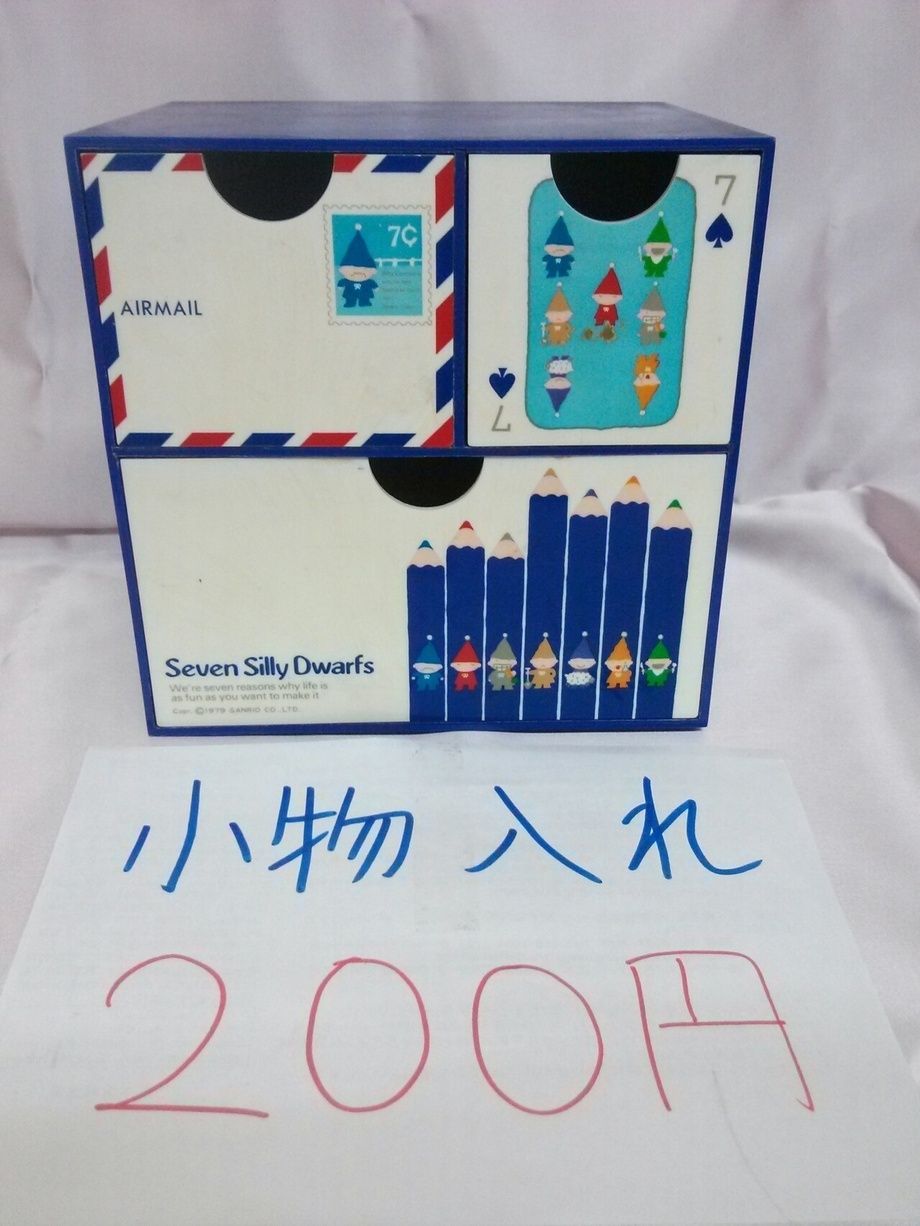 AIRMAIL
7¢
7
7
Seven Silly Dwarfs
We're seven reasons why life is
as fun as you want to make it
Copr. ©1979 SANRIO CO., LTD.
小物入れ
200円